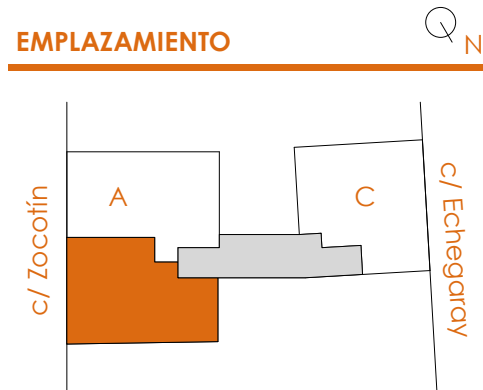 EMPLAZAMIENTO
N
A
C
c/ Zocotín
c/ Echegaray